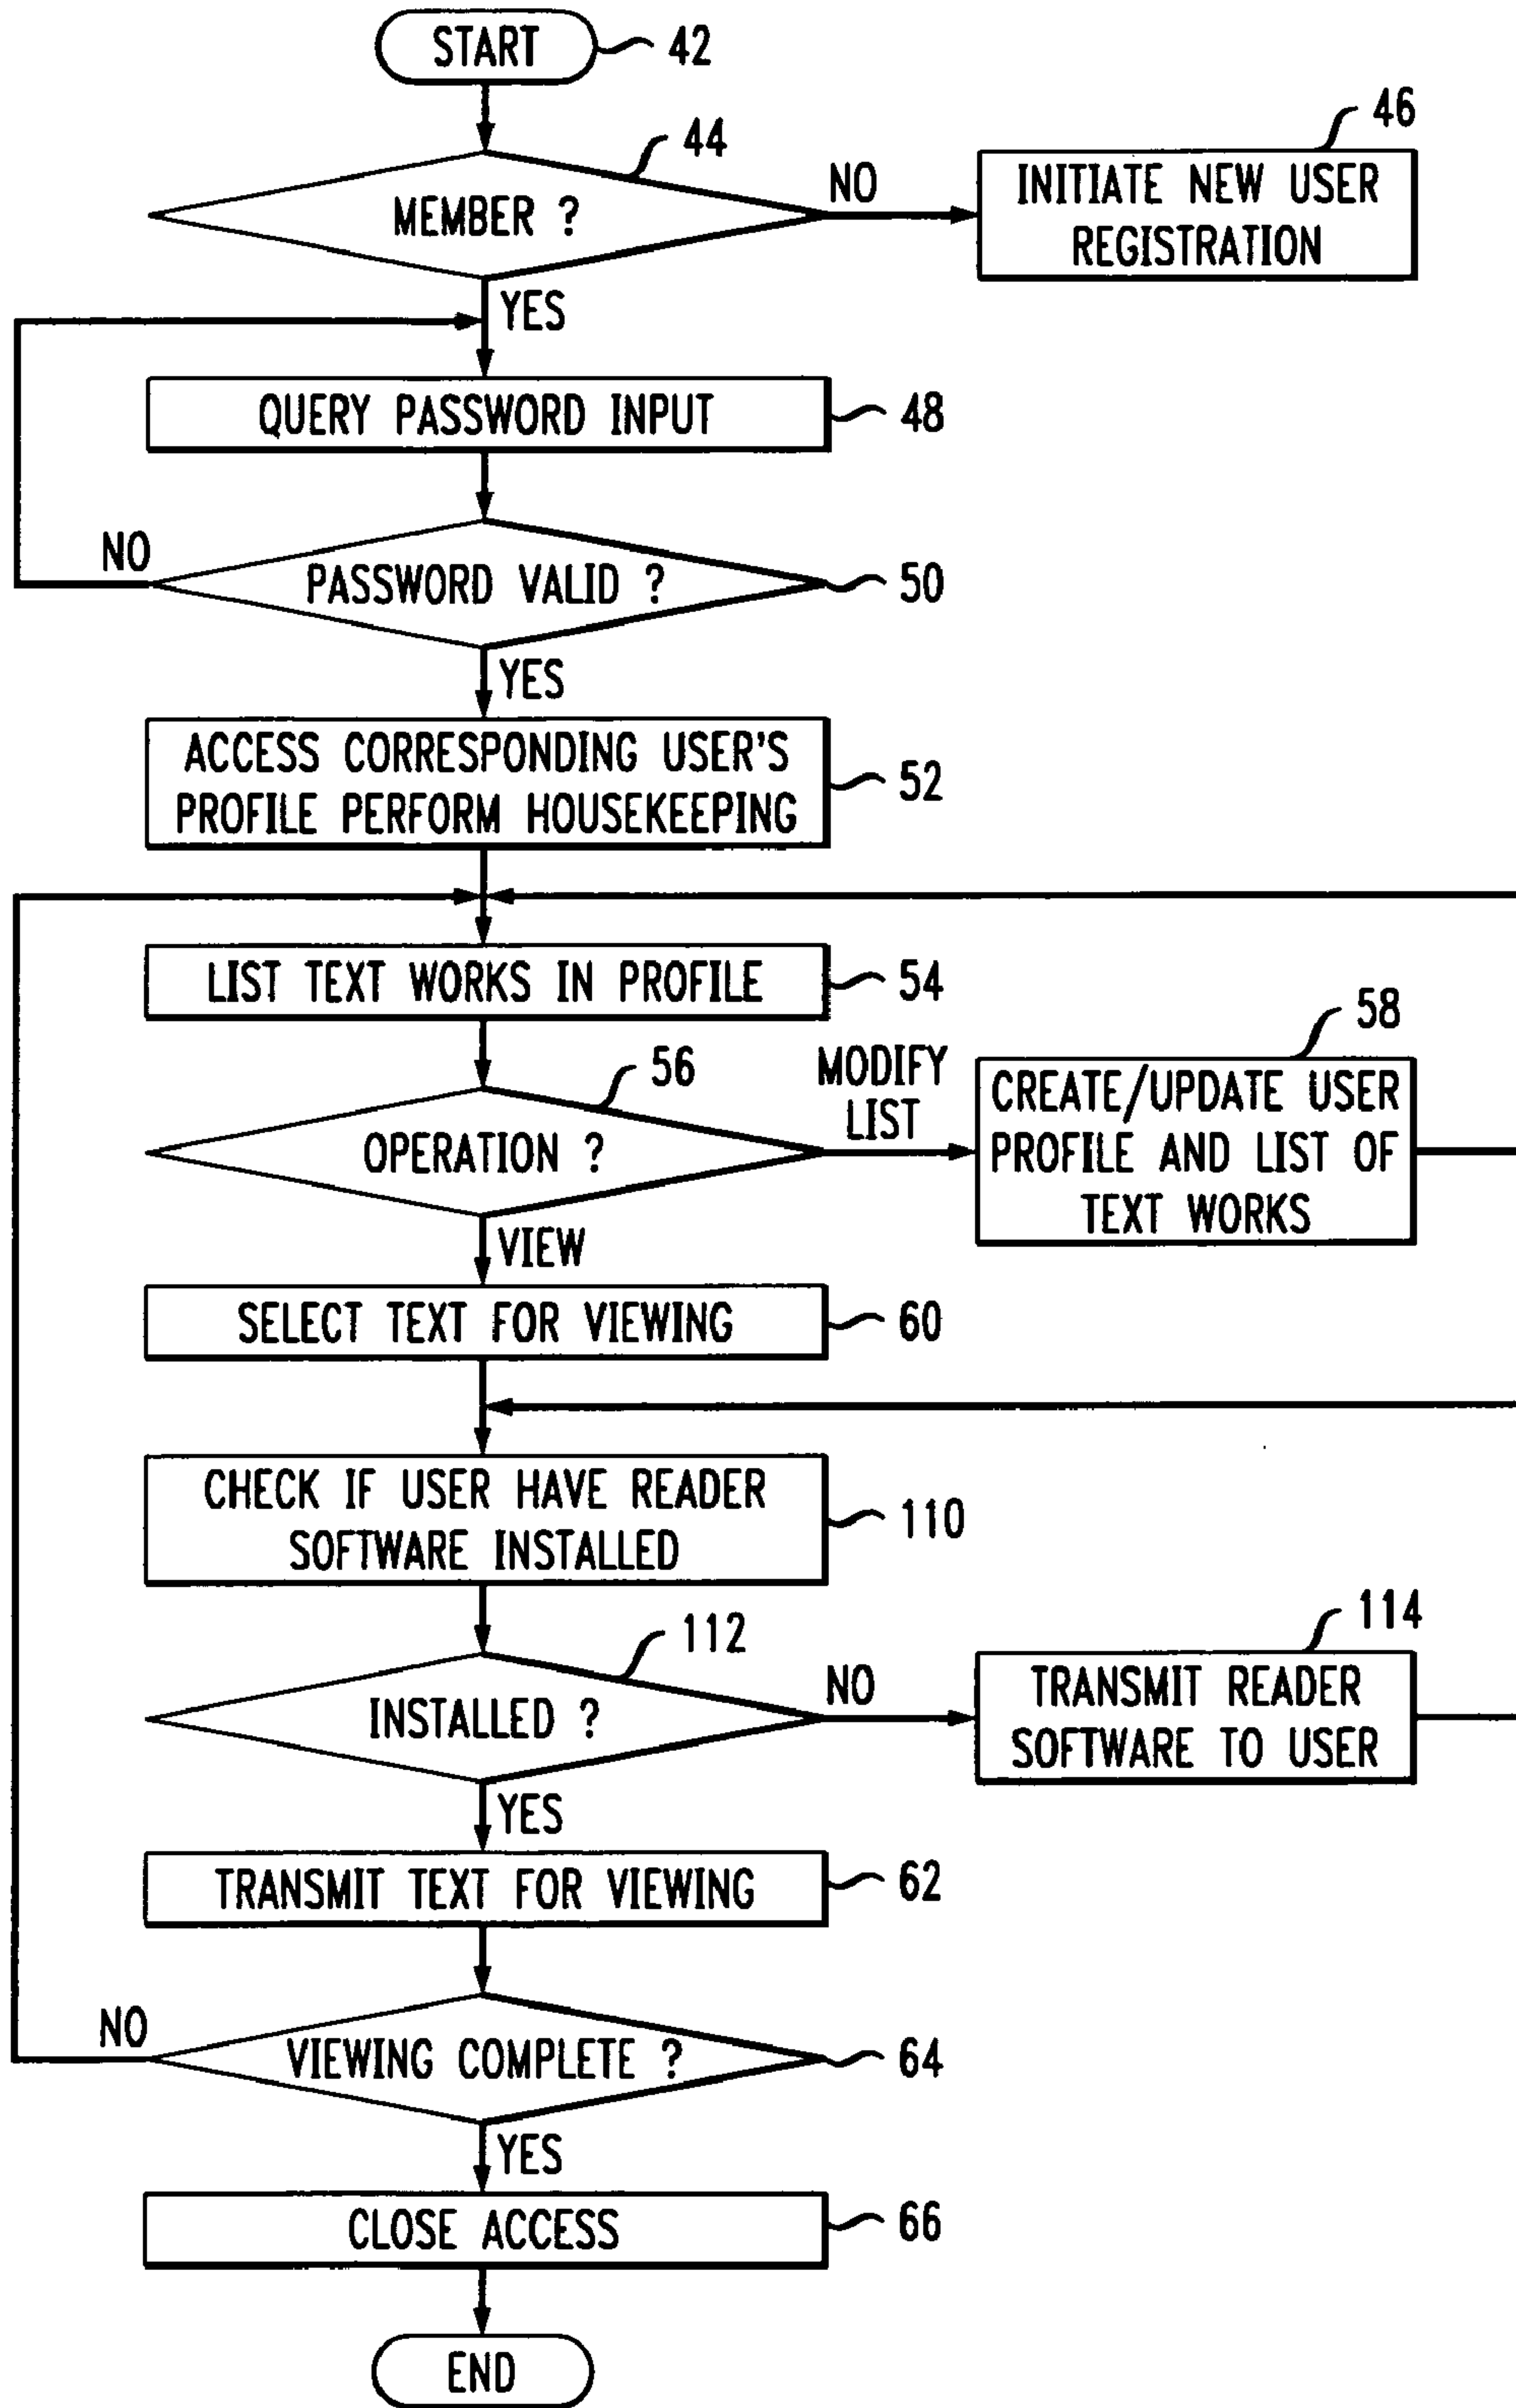 START
42
44
MEMBER ?
NO
46
INITIATE NEW USER
REGISTRATION
YES
QUERY PASSWORD INPUT
48
NO
PASSWORD VALID ?
50
YES
ACCESS CORRESPONDING USER'S
PROFILE PERFORM HOUSEKEEPING
52
LIST TEXT WORKS IN PROFILE
54
56
OPERATION ?
MODIFY
LIST
58
CREATE/UPDATE USER
PROFILE AND LIST OF
TEXT WORKS
VIEW
SELECT TEXT FOR VIEWING
60
CHECK IF USER HAVE READER
SOFTWARE INSTALLED
110
112
INSTALLED ?
NO
114
TRANSMIT READER
SOFTWARE TO USER
YES
TRANSMIT TEXT FOR VIEWING
62
NO
VIEWING COMPLETE ?
64
YES
CLOSE ACCESS
66
END